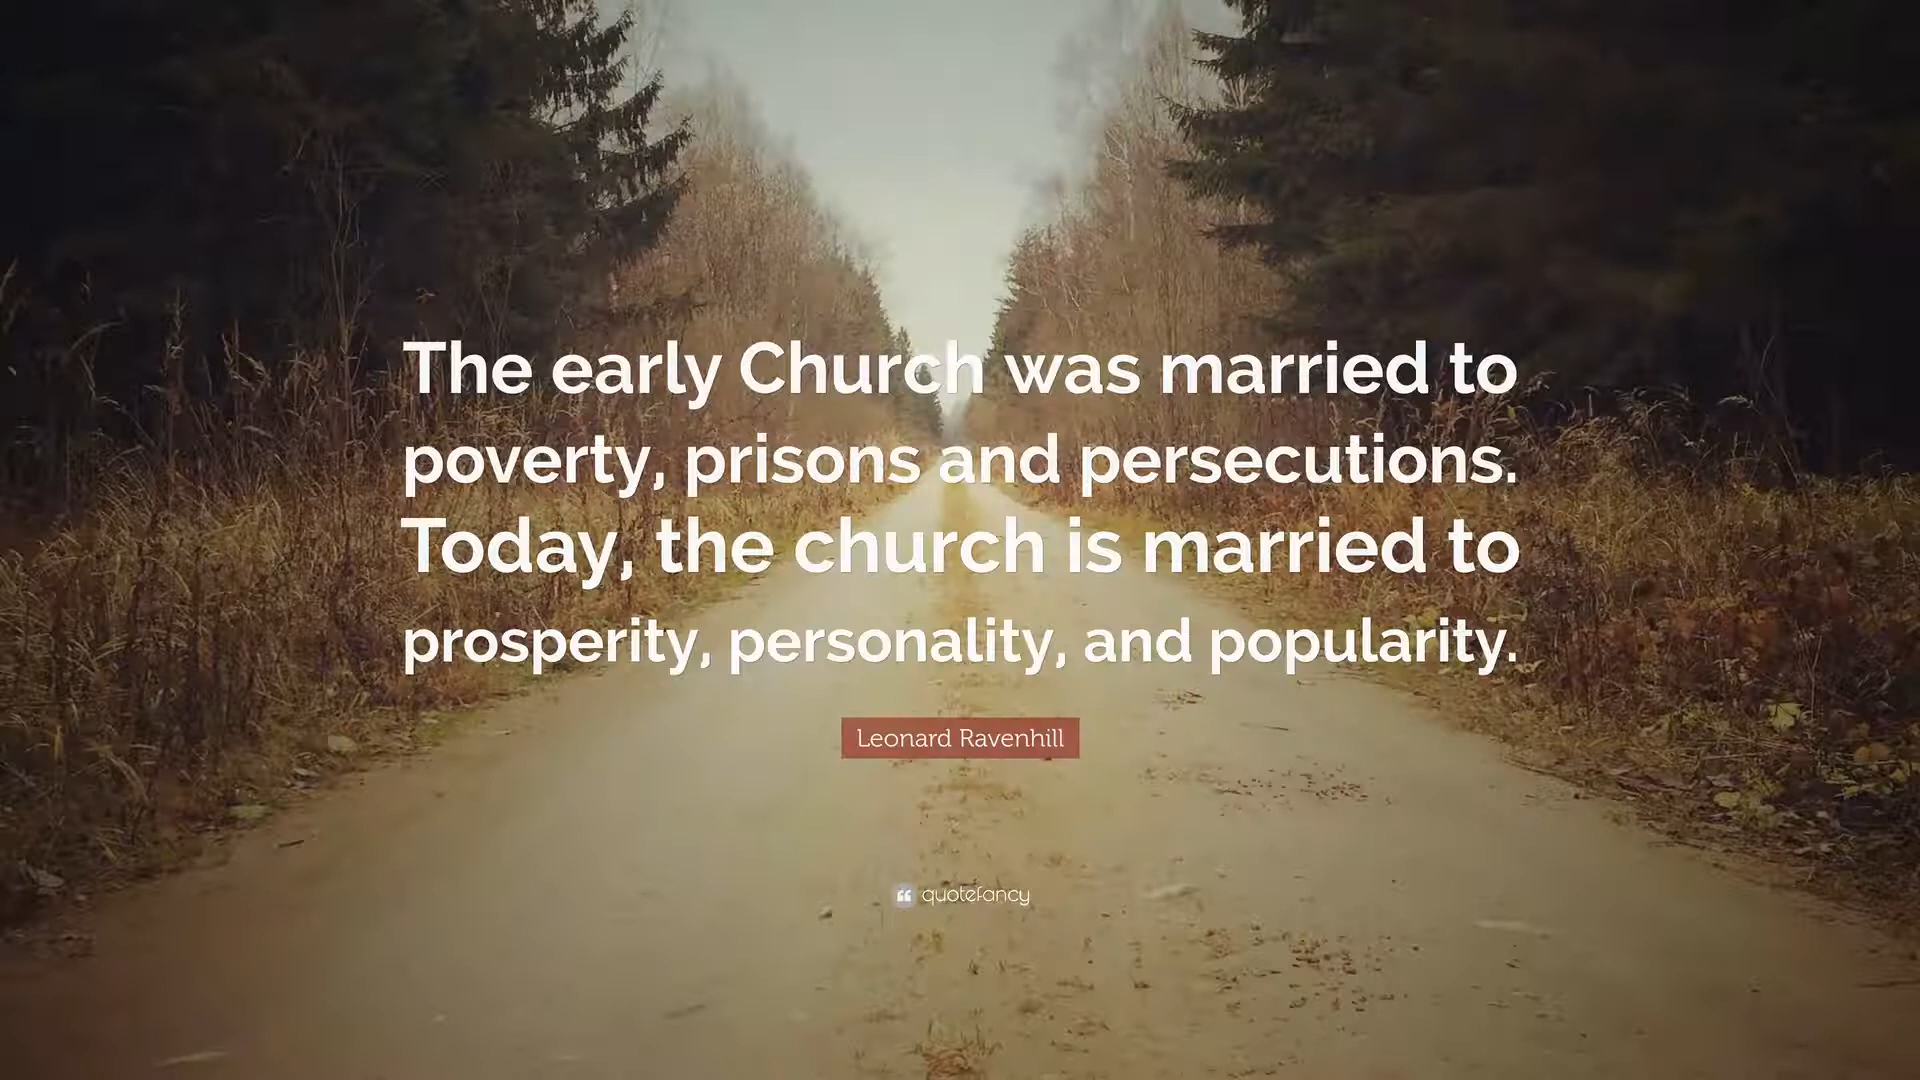 The early Church was married to
poverty, prisons and persecutions.
Today, the church is married to
prosperity, personality, and popularity.
Leonard Ravenhill
quotefancy